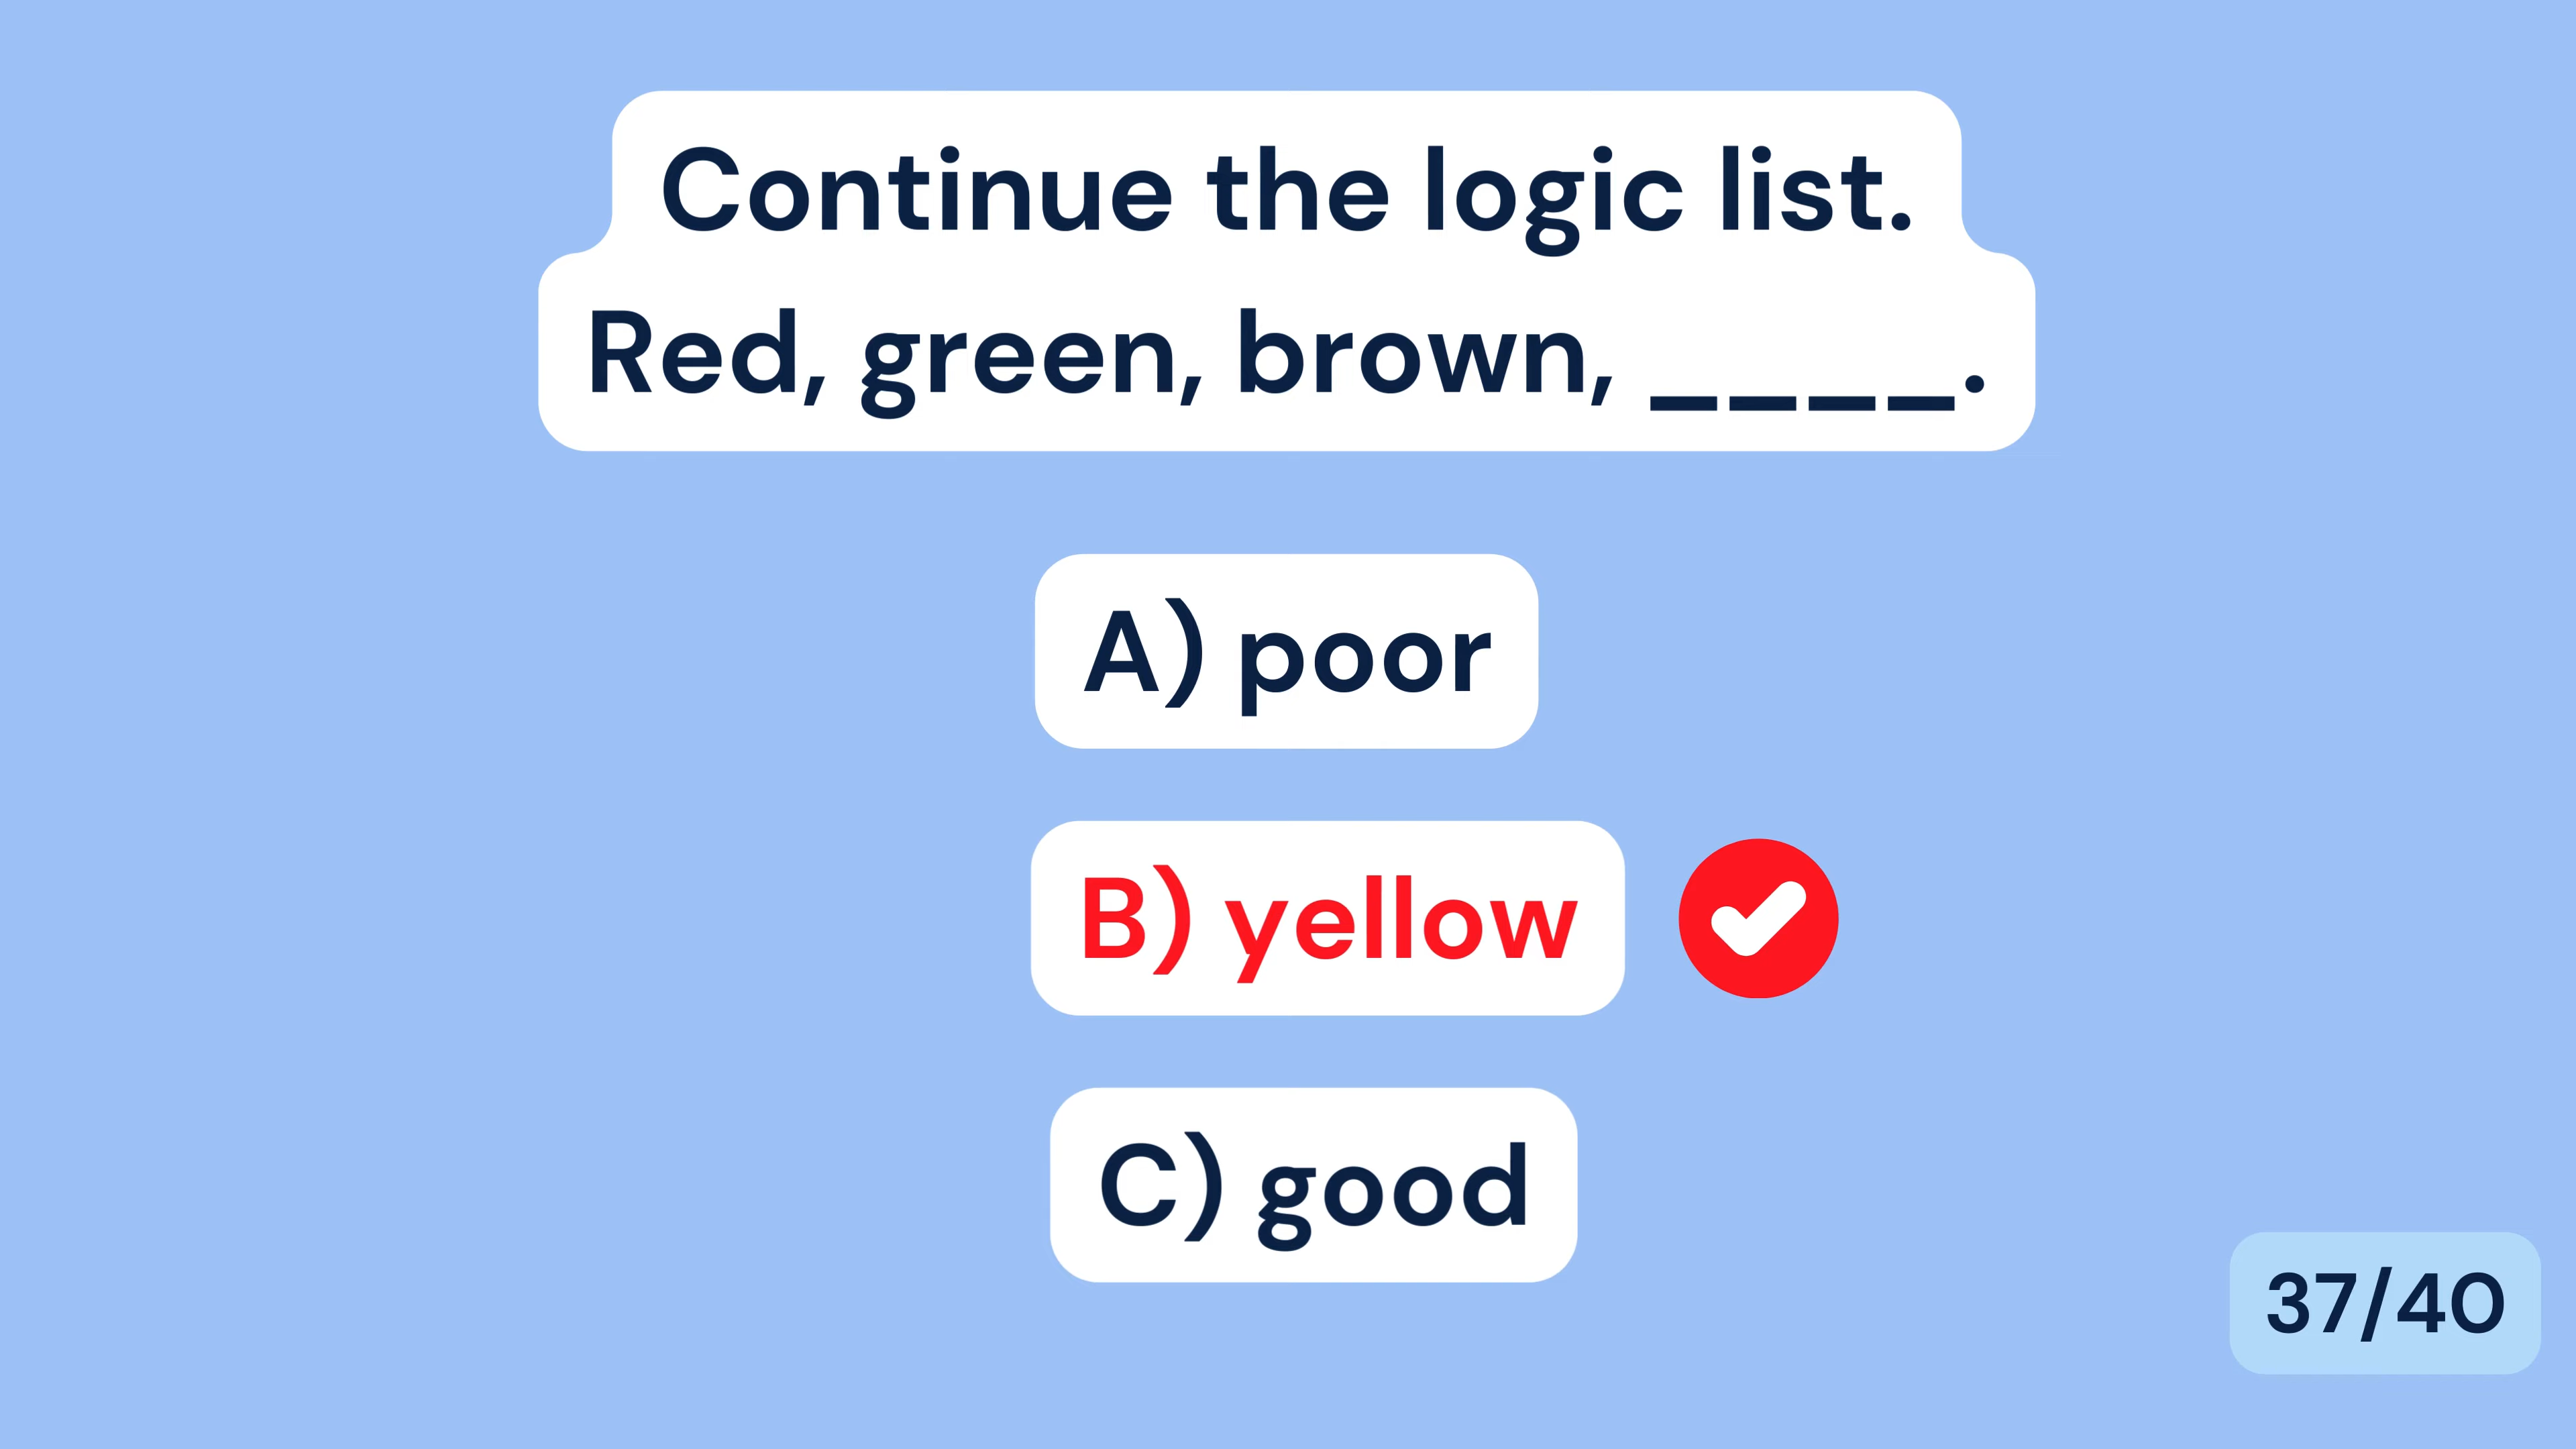 Continue the logic list.
Red, green, brown, ____.
A) poor
B) yellow
C) good
37/40